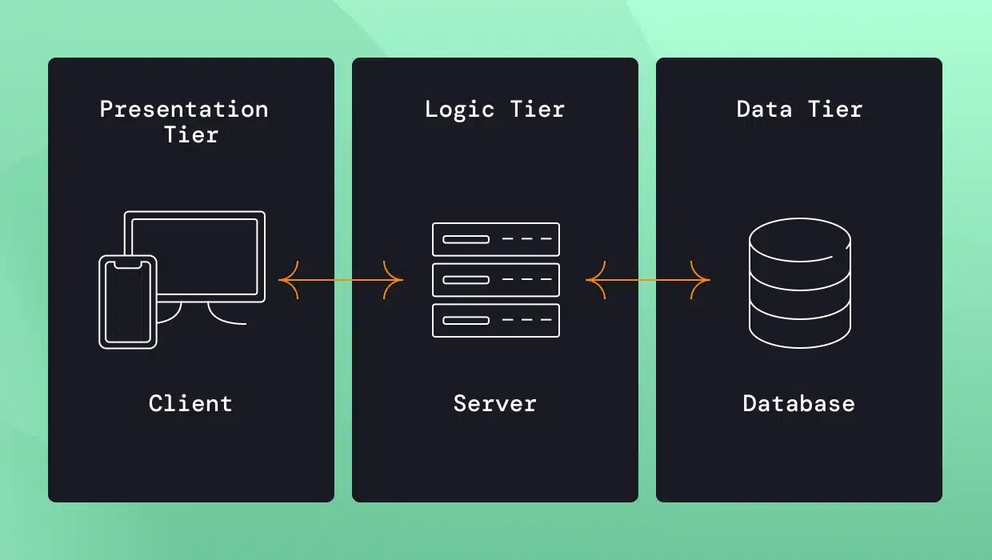 Presentation
Tier
Logic Tier
Data Tier
Client
Server
Database